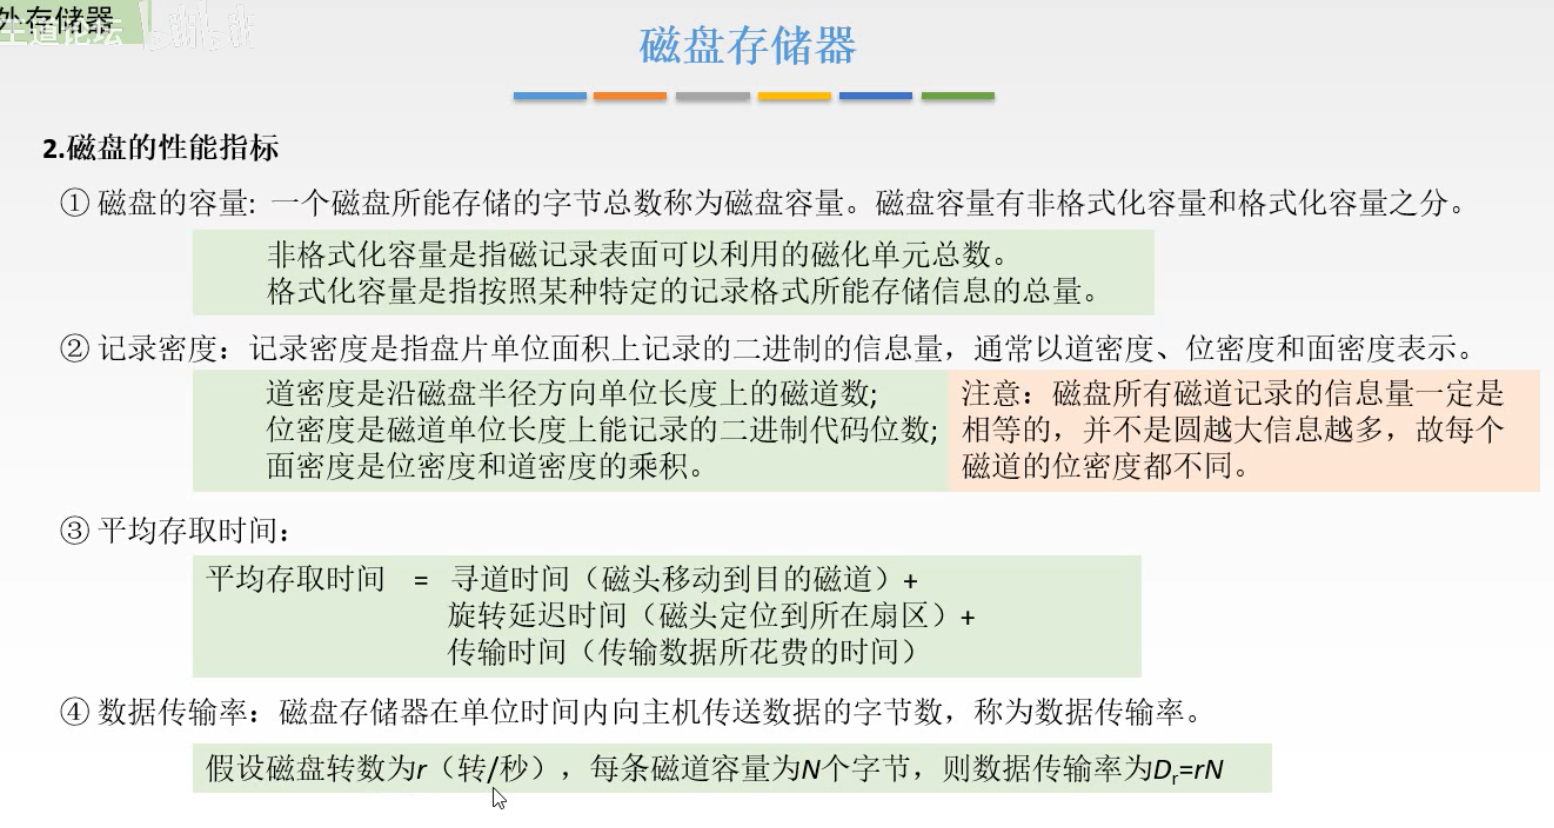 外存储器
王道论坛 bilibili
磁盘存储器
2.磁盘的性能指标
① 磁盘的容量: 一个磁盘所能存储的字节总数称为磁盘容量。磁盘容量有非格式化容量和格式化容量之分。
非格式化容量是指磁记录表面可以利用的磁化单元总数。
格式化容量是指按照某种特定的记录格式所能存储信息的总量。
② 记录密度：记录密度是指盘片单位面积上记录的二进制的信息量，通常以道密度、位密度和面密度表示。
道密度是沿磁盘半径方向单位长度上的磁道数;
位密度是磁道单位长度上能记录的二进制代码位数;
面密度是位密度和道密度的乘积。
注意：磁盘所有磁道记录的信息量一定是
相等的，并不是圆越大信息越多，故每个
磁道的位密度都不同。
③ 平均存取时间：
平均存取时间 = 寻道时间（磁头移动到目的磁道）+
旋转延迟时间（磁头定位到所在扇区）+
传输时间（传输数据所花费的时间）
④ 数据传输率：磁盘存储器在单位时间内向主机传送数据的字节数，称为数据传输率。
假设磁盘转数为r（转/秒），每条磁道容量为N个字节，则数据传输率为Dr=rN